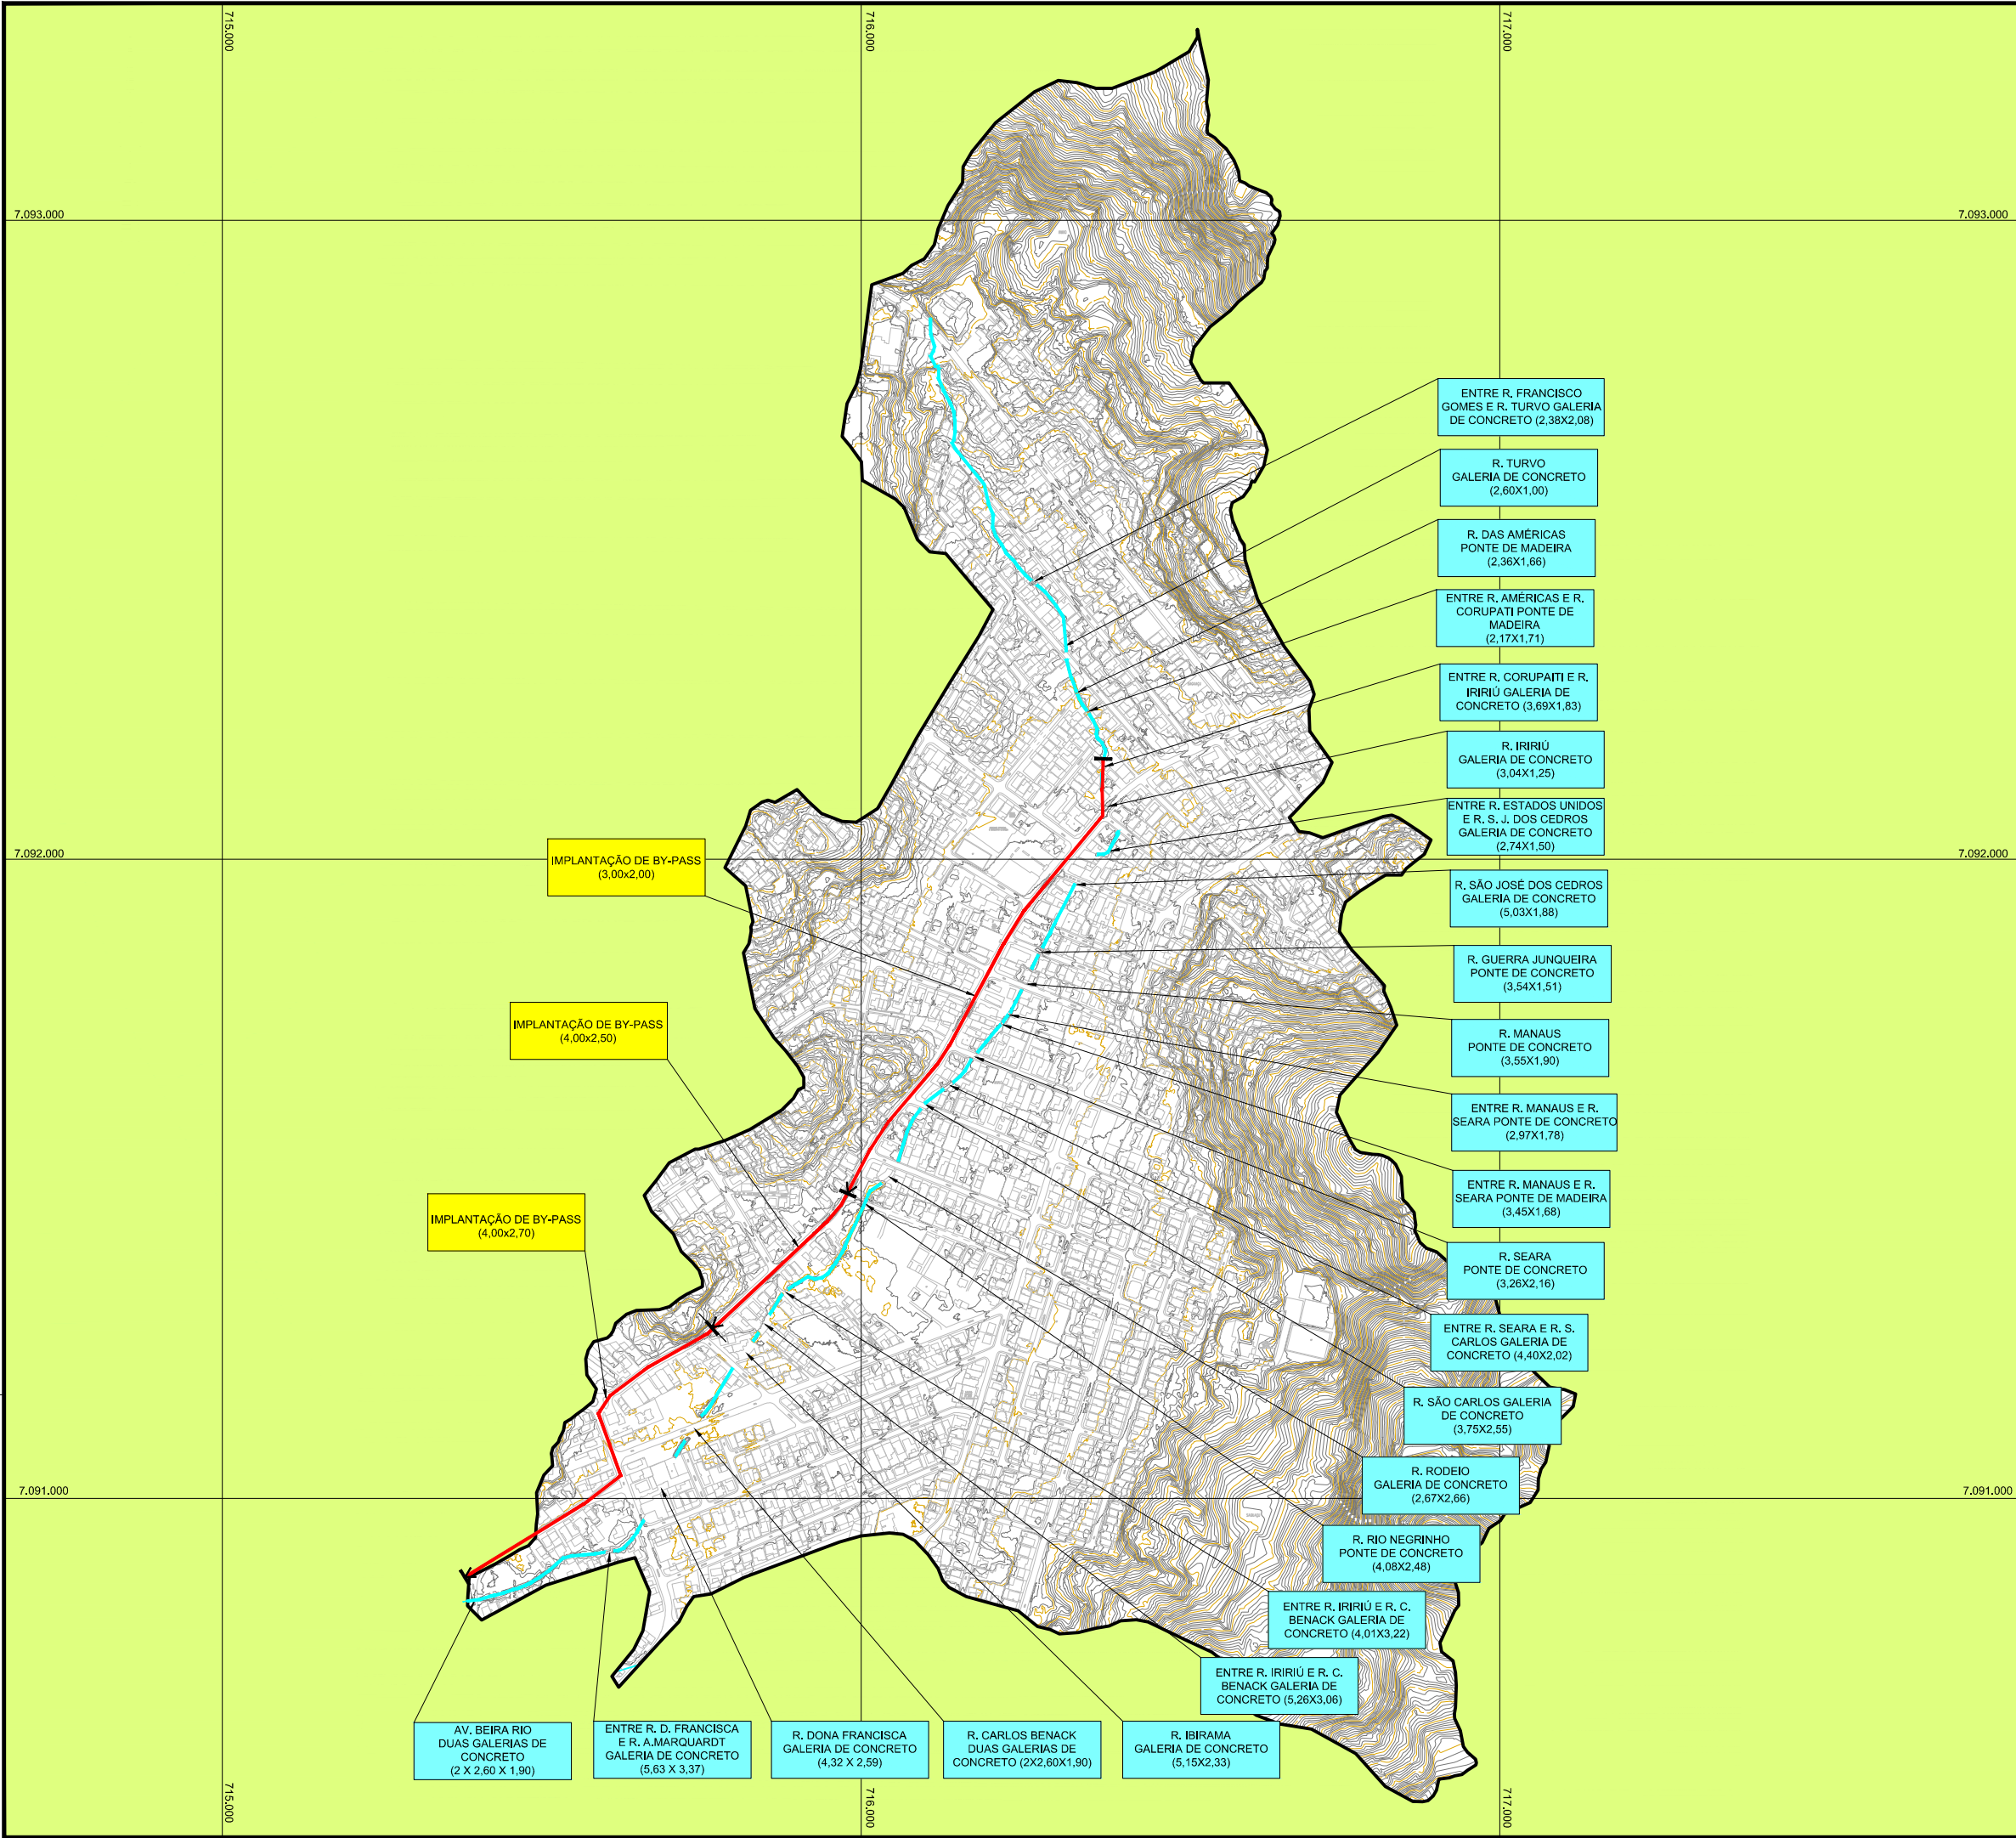 715.000
716.000
717.000
7.093.000
7.093.000
ENTRE R. FRANCISCO
GOMES E R. TURVO GALERIA
DE CONCRETO (2,38X2,08)
R. TURVO
GALERIA DE CONCRETO
(2,60X1,00)
R. DAS AMÉRICAS
PONTE DE MADEIRA
(2,36X1,66)
ENTRE R. AMÉRICAS E R.
CORUPATI PONTE DE
MADEIRA
(2,17X1,71)
ENTRE R. CORUPAITI E R.
IRIRIÚ GALERIA DE
CONCRETO (3,69X1,83)
R. IRIRIÚ
GALERIA DE CONCRETO
(3,04X1,25)
ENTRE R. ESTADOS UNIDOS
E R. S. J. DOS CEDROS
GALERIA DE CONCRETO
(2,74X1,50)
7.092.000
7.092.000
IMPLANTAÇÃO DE BY-PASS
(3,00x2,00)
R. SÃO JOSÉ DOS CEDROS
GALERIA DE CONCRETO
(5,03X1,88)
R. GUERRA JUNQUEIRA
PONTE DE CONCRETO
(3,54X1,51)
IMPLANTAÇÃO DE BY-PASS
(4,00x2,50)
R. MANAUS
PONTE DE CONCRETO
(3,55X1,90)
ENTRE R. MANAUS E R.
SEARA PONTE DE CONCRETO
(2,97X1,78)
ENTRE R. MANAUS E R.
SEARA PONTE DE MADEIRA
(3,45X1,68)
IMPLANTAÇÃO DE BY-PASS
(4,00x2,70)
R. SEARA
PONTE DE CONCRETO
(3,26X2,16)
ENTRE R. SEARA E R. S.
CARLOS GALERIA DE
CONCRETO (4,40X2,02)
R. SÃO CARLOS GALERIA
DE CONCRETO
(3,75X2,55)
R. RODEIO
GALERIA DE CONCRETO
(2,67X2,66)
7.091.000
7.091.000
R. RIO NEGRINHO
PONTE DE CONCRETO
(4,08X2,48)
ENTRE R. IRIRIÚ E R. C.
BENACK GALERIA DE
CONCRETO (4,01X3,22)
ENTRE R. IRIRIÚ E R. C.
BENACK GALERIA DE
CONCRETO (5,26X3,06)
AV. BEIRA RIO
DUAS GALERIAS DE
CONCRETO
(2 X 2,60 X 1,90)
ENTRE R. D. FRANCISCA
E R. A.MARQUARDT
GALERIA DE CONCRETO
(5,63 X 3,37)
R. DONA FRANCISCA
GALERIA DE CONCRETO
(4,32 X 2,59)
R. CARLOS BENACK
DUAS GALERIAS DE
CONCRETO (2X2,60X1,90)
R. IBIRAMA
GALERIA DE CONCRETO
(5,15X2,33)
715.000
716.000
717.000